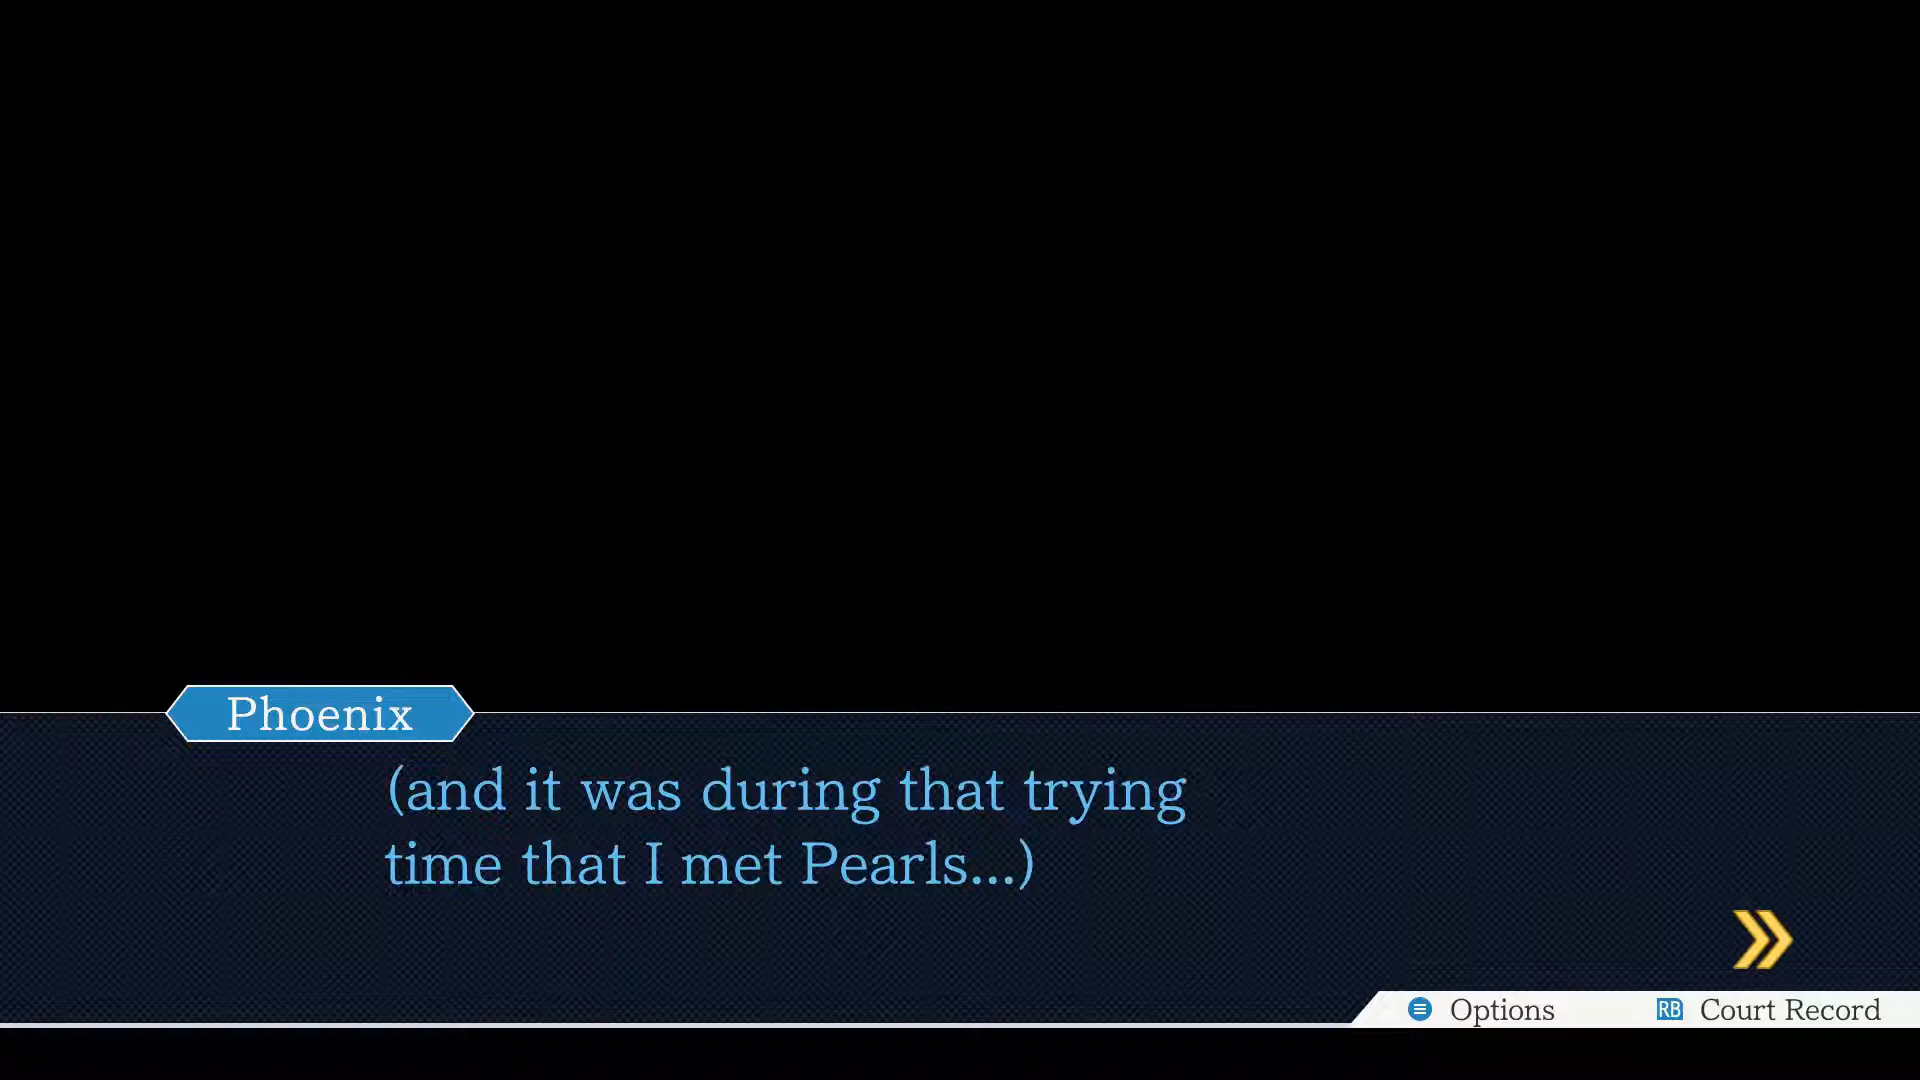 Phoenix
(and it was during that trying
time that I met Pearls...)
Options
RB Court Record